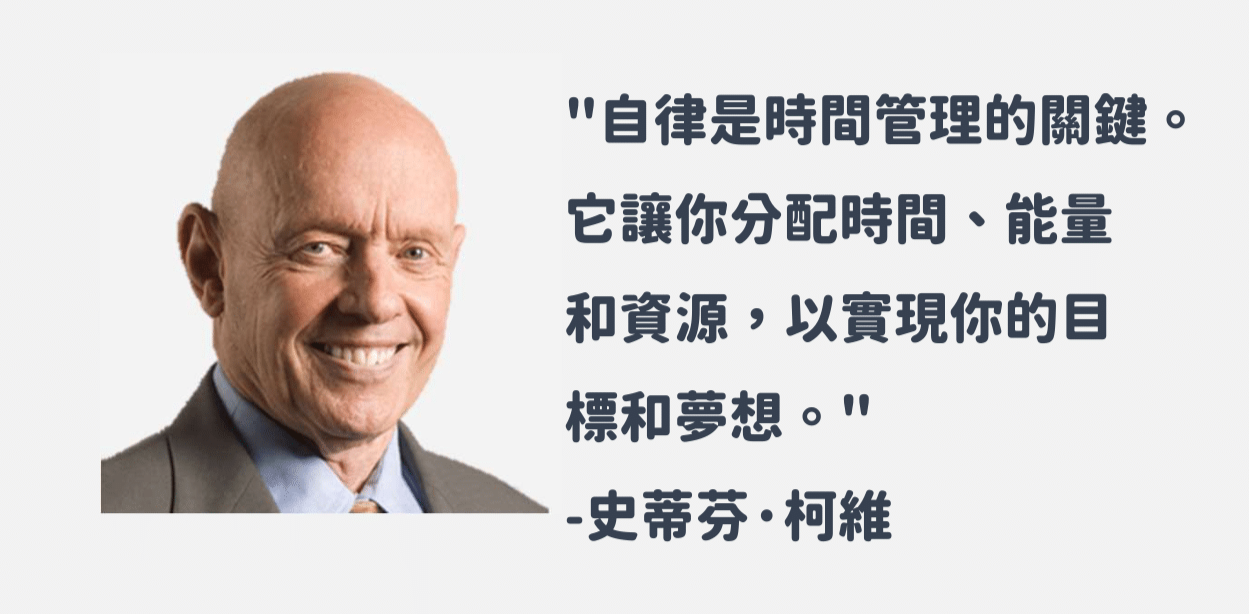 "自律是時間管理的關鍵。
它讓你分配時間、能量
和資源，以實現你的目
標和夢想。"
-史蒂芬·柯維